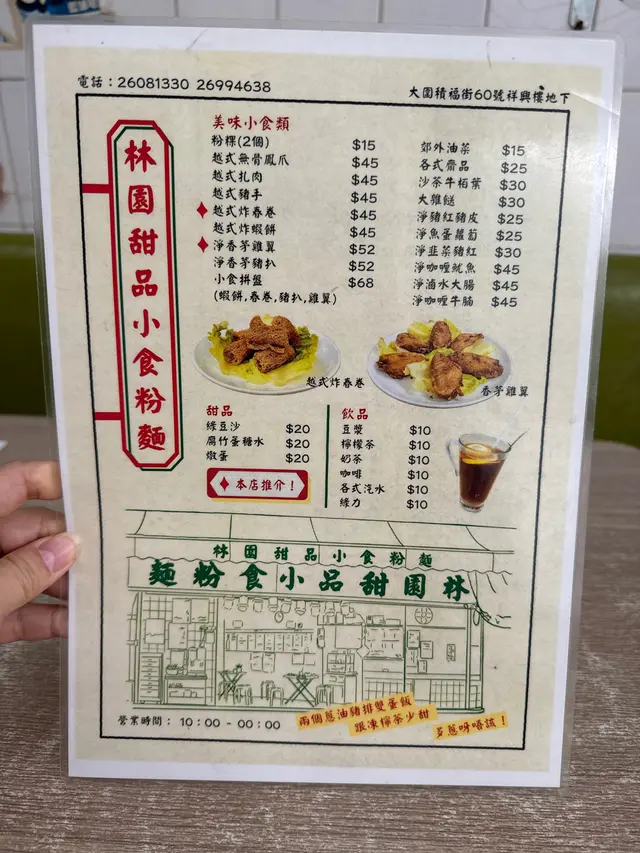 電話：26081330 26994638
大圍積福街60號祥興樓地下
林園甜品小食粉麵
美味小食類
粉粿(2個) $15
越式無骨鳳爪 $45
越式扎肉 $45
越式豬手 $45
越式炸春卷 $45
越式炸蝦餅 $45
淨香茅雞翼 $52
淨香茅豬扒 $52
小食拼盤 $68
(蝦餅,春卷,豬扒,雞翼)
郊外油菜 $15
各式齋品 $25
沙茶牛栢葉 $30
大雜餸 $30
淨豬紅豬皮 $25
淨魚蛋蘿蔔 $25
淨韭菜豬紅 $30
淨咖喱魷魚 $45
淨滷水大腸 $45
淨咖喱牛腩 $45
越式炸春卷
香茅雞翼
甜品
綠豆沙 $20
腐竹蛋糖水 $20
燉蛋 $20
本店推介！
飲品
豆漿 $10
檸檬茶 $10
奶茶 $10
咖啡 $10
各式汽水 $10
綠力 $10
林園甜品小食粉麵
麵粉食小品甜園林
營業時間： 10:00 - 00:00
兩個蔥油豬排雙蛋飯
跟凍檸茶少甜
多蔥呀唔該！